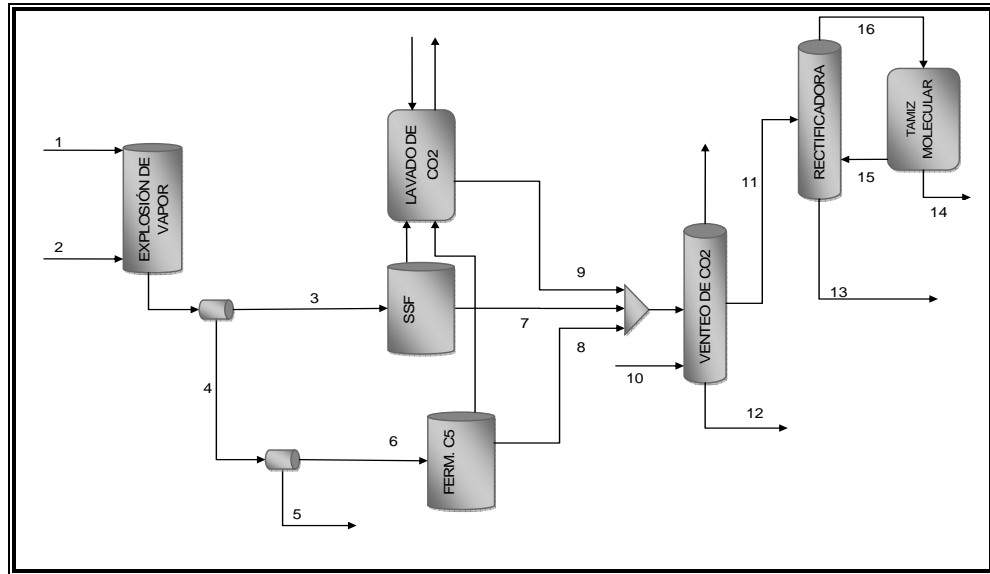 1
2
EXPLOSIÓN DE
VAPOR
3
4
5
6
LAVADO DE
CO2
SSF
FERM. C5
7
8
9
10
VENTEO DE CO2
11
12
RECTIFICADORA
13
16
TAMIZ
MOLECULAR
15
14